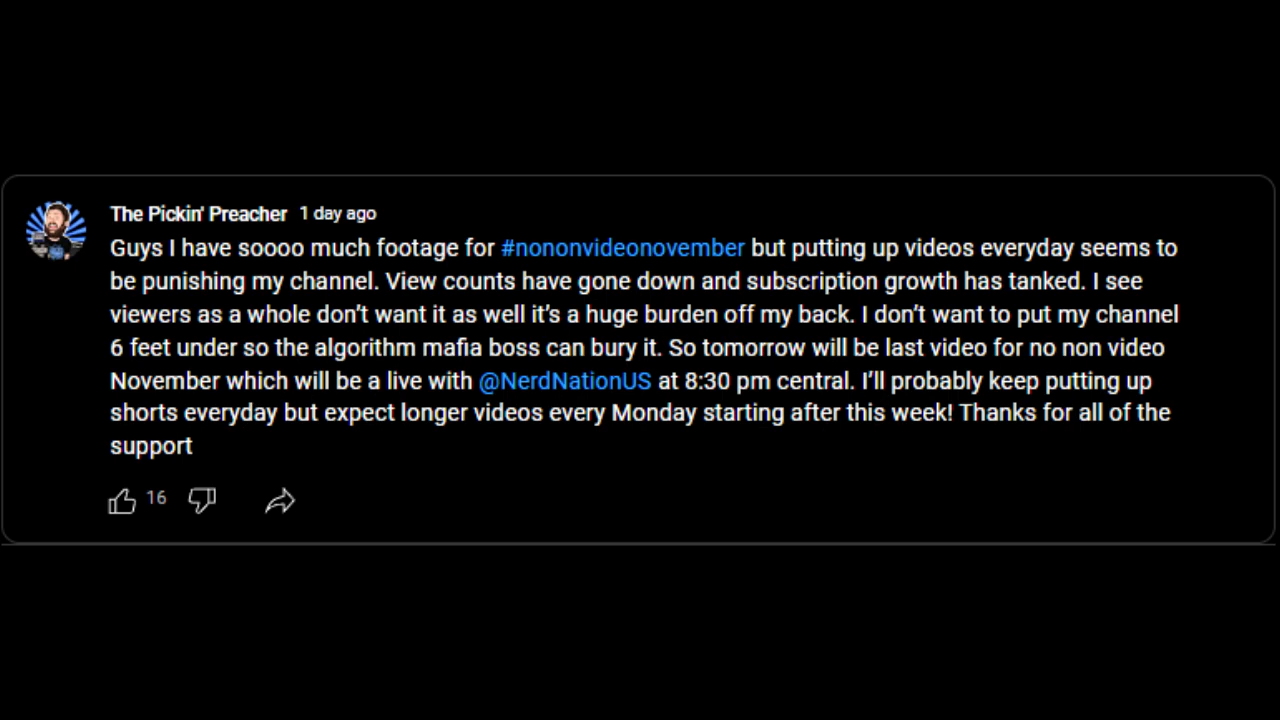 The Pickin' Preacher 1 day ago
Guys I have soooo much footage for #nononvideonovember but putting up videos everyday seems to
be punishing my channel. View counts have gone down and subscription growth has tanked. I see
viewers as a whole don’t want it as well it’s a huge burden off my back. I don’t want to put my channel
6 feet under so the algorithm mafia boss can bury it. So tomorrow will be last video for no non video
November which will be a live with @NerdNationUS at 8:30 pm central. I’ll probably keep putting up
shorts everyday but expect longer videos every Monday starting after this week! Thanks for all of the
support
16